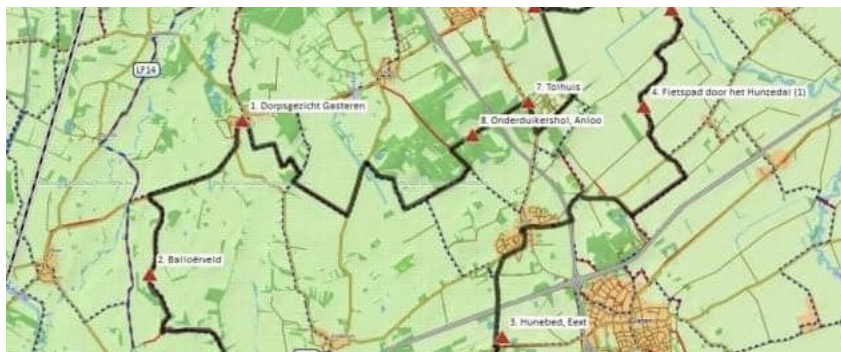 LF14
1. Dorpsgezicht Gasteren
7. Tolhuis
4. Fietspad door het Hunzedal (1)
8. Onderduikershol, Anloo
2. Balloërveld
3. Hunebed, Eext